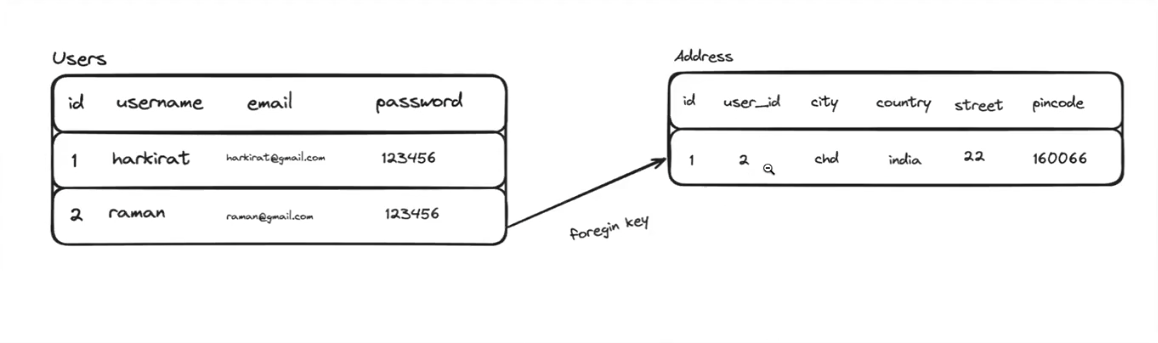 Users
id username email password
1 harkirat harkirat@gmail.com 123456
2 raman raman@gmail.com 123456
foregin key
Address
id user_id city country street pincode
1 2 chd india 22 160066